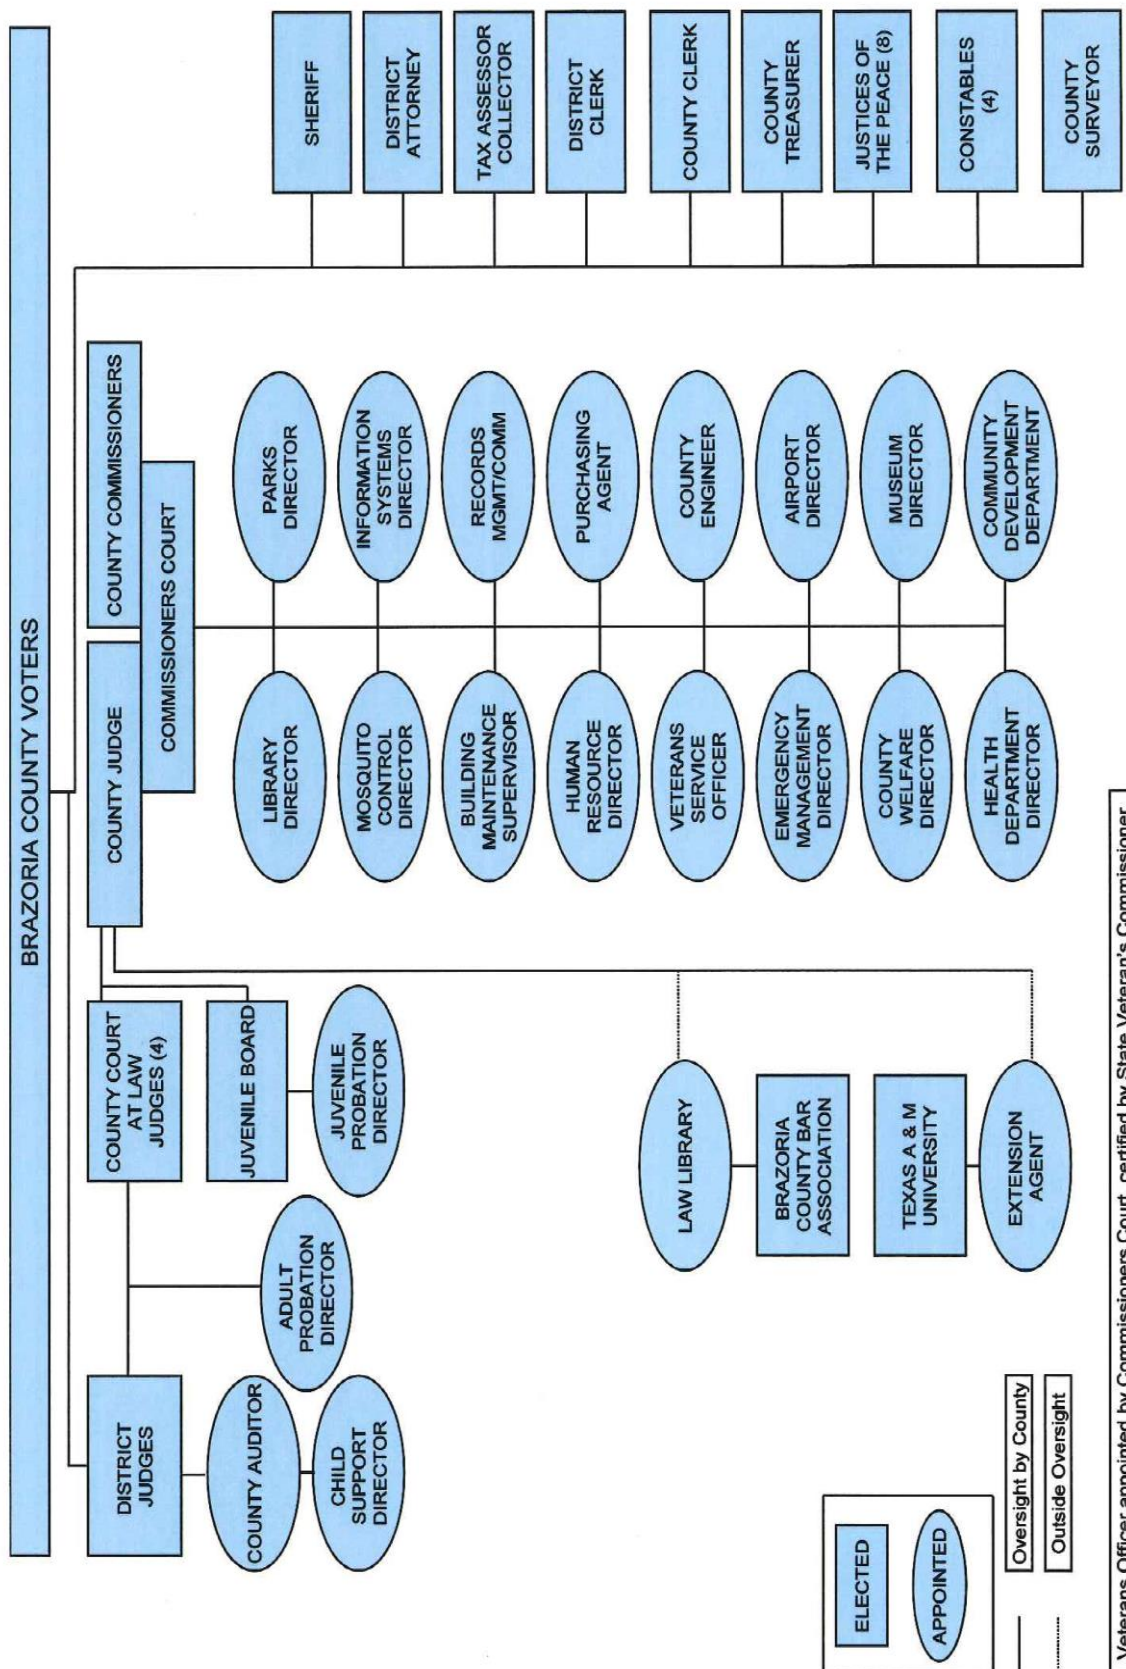 BRAZORIA COUNTY VOTERS
DISTRICT
JUDGES
COUNTY COURT
AT LAW
JUDGES (4)
COUNTY JUDGE
COUNTY COMMISSIONERS
COMMISSIONERS COURT
COUNTY AUDITOR
CHILD
SUPPORT
DIRECTOR
ADULT
PROBATION
DIRECTOR
JUVENILE BOARD
JUVENILE
PROBATION
DIRECTOR
LIBRARY
DIRECTOR
PARKS
DIRECTOR
MOSQUITO
CONTROL
DIRECTOR
INFORMATION
SYSTEMS
DIRECTOR
BUILDING
MAINTENANCE
SUPERVISOR
RECORDS
MGMT/COMM
HUMAN
RESOURCE
DIRECTOR
PURCHASING
AGENT
VETERANS
SERVICE
OFFICER
COUNTY
ENGINEER
EMERGENCY
MANAGEMENT
DIRECTOR
AIRPORT
DIRECTOR
COUNTY
WELFARE
DIRECTOR
MUSEUM
DIRECTOR
HEALTH
DEPARTMENT
DIRECTOR
COMMUNITY
DEVELOPMENT
DEPARTMENT
SHERIFF
DISTRICT
ATTORNEY
TAX ASSESSOR
COLLECTOR
DISTRICT
CLERK
COUNTY CLERK
COUNTY
TREASURER
JUSTICES OF
THE PEACE (8)
CONSTABLES
(4)
COUNTY
SURVEYOR
LAW LIBRARY
BRAZORIA
COUNTY BAR
ASSOCIATION
TEXAS A & M
UNIVERSITY
EXTENSION
AGENT
ELECTED
APPOINTED
Oversight by County
Outside Oversight
Veterans Officer appointed by Commissioners Court, certified by State Veteran's Commissioner